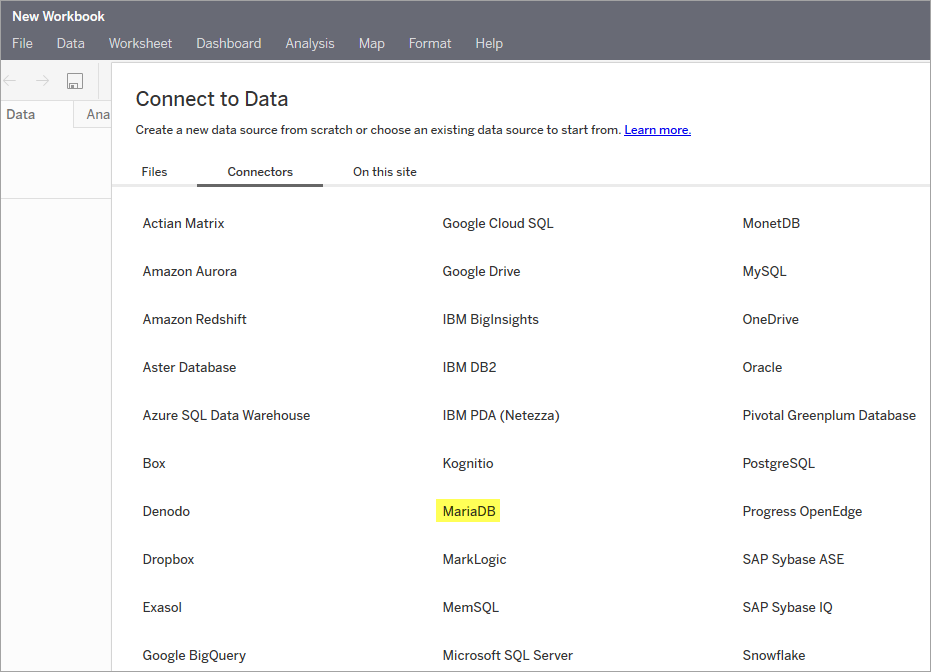 New Workbook
File Data Worksheet Dashboard Analysis Map Format Help
Data Ana
Connect to Data
Create a new data source from scratch or choose an existing data source to start from. Learn more.
Files Connectors On this site
Actian Matrix Google Cloud SQL MonetDB
Amazon Aurora Google Drive MySQL
Amazon Redshift IBM BigInsights OneDrive
Aster Database IBM DB2 Oracle
Azure SQL Data Warehouse IBM PDA (Netezza) Pivotal Greenplum Database
Box Kognitio PostgreSQL
Denodo MariaDB Progress OpenEdge
Dropbox MarkLogic SAP Sybase ASE
Exasol MemSQL SAP Sybase IQ
Google BigQuery Microsoft SQL Server Snowflake